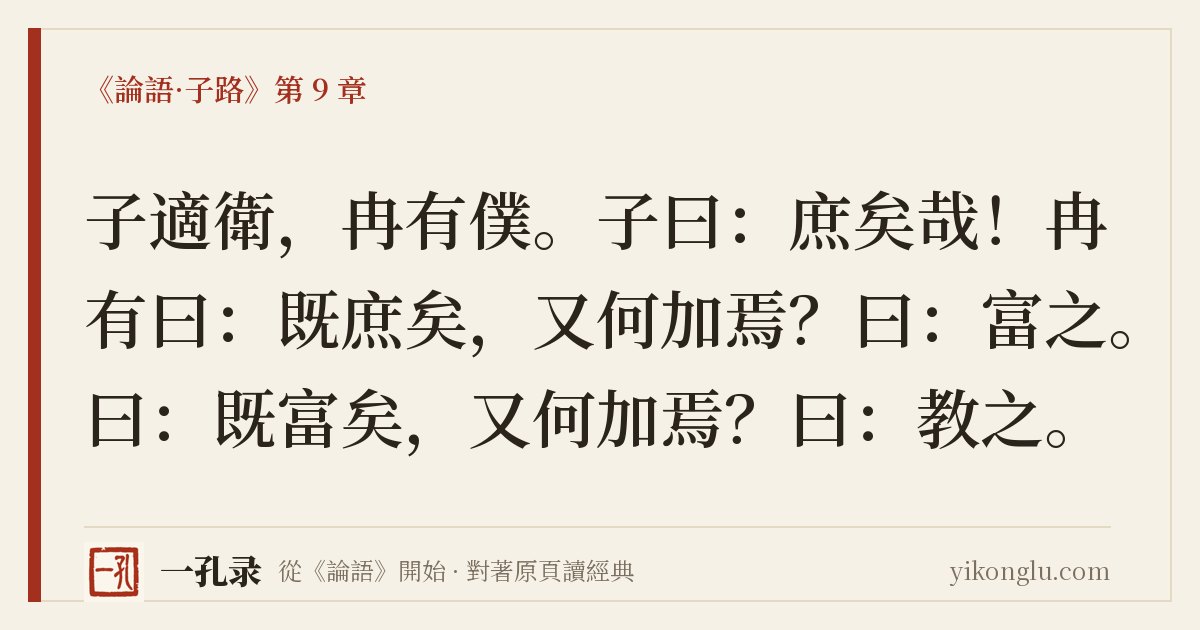 《論語·子路》第 9 章
子適衛，冉有僕。子曰：庶矣哉！冉
有曰：既庶矣，又何加焉？曰：富之。
曰：既富矣，又何加焉？曰：教之。
一孔
一孔录 從《論語》開始 · 對著原頁讀經典 yikonglu.com